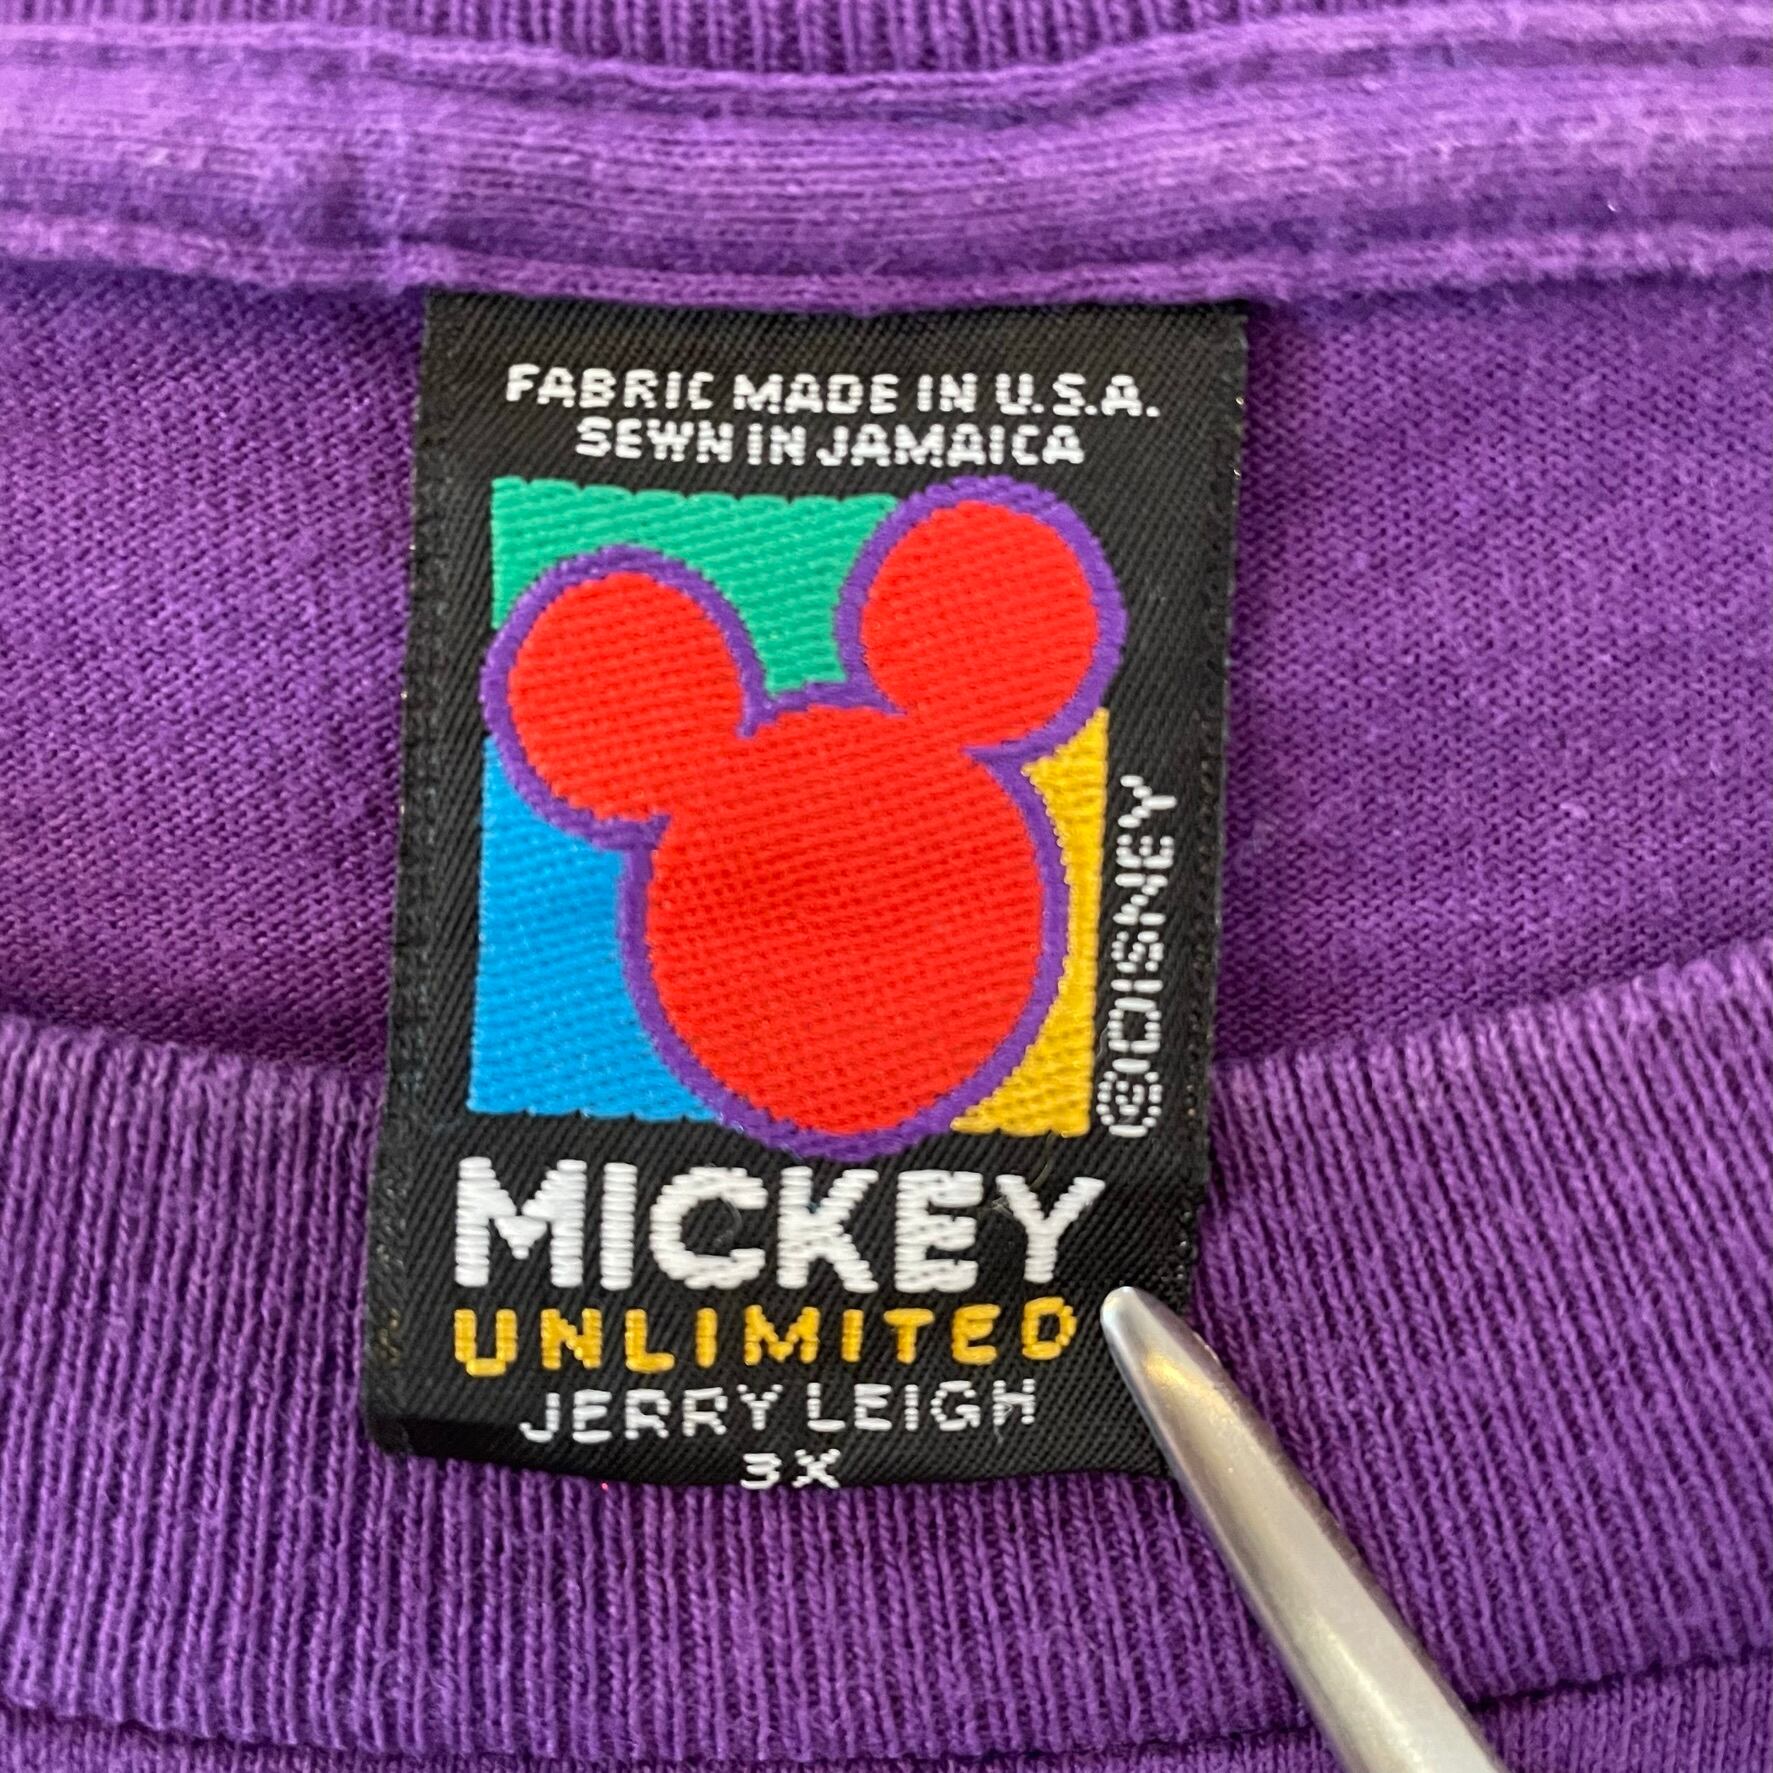 FABRIC MADE IN U.S.A.
SEWN IN JAMAICA
©DISNEY
MICKEY
UNLIMITED
JERRY LEIGH
3X